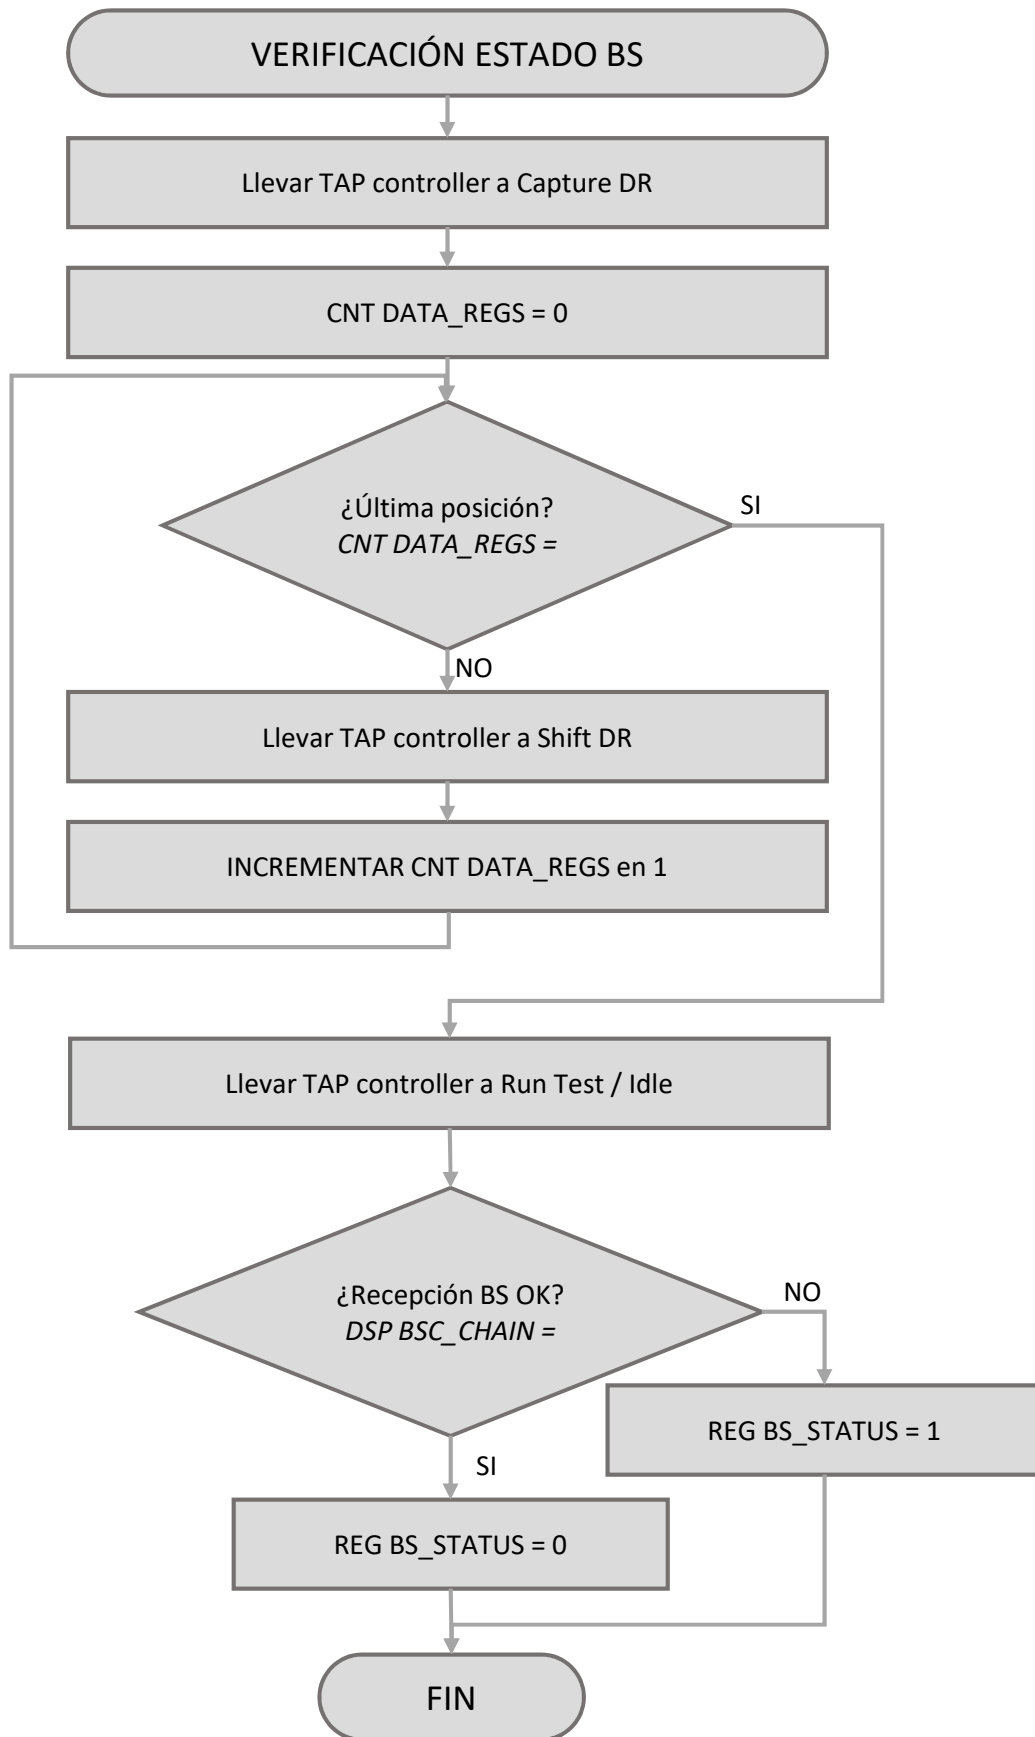 VERIFICACIÓN ESTADO BS
Llevar TAP controller a Capture DR
CNT DATA_REGS = 0
¿Última posición?
CNT DATA_REGS =
SI
NO
Llevar TAP controller a Shift DR
INCREMENTAR CNT DATA_REGS en 1
Llevar TAP controller a Run Test / Idle
¿Recepción BS OK?
DSP BSC_CHAIN =
NO
REG BS_STATUS = 1
SI
REG BS_STATUS = 0
FIN